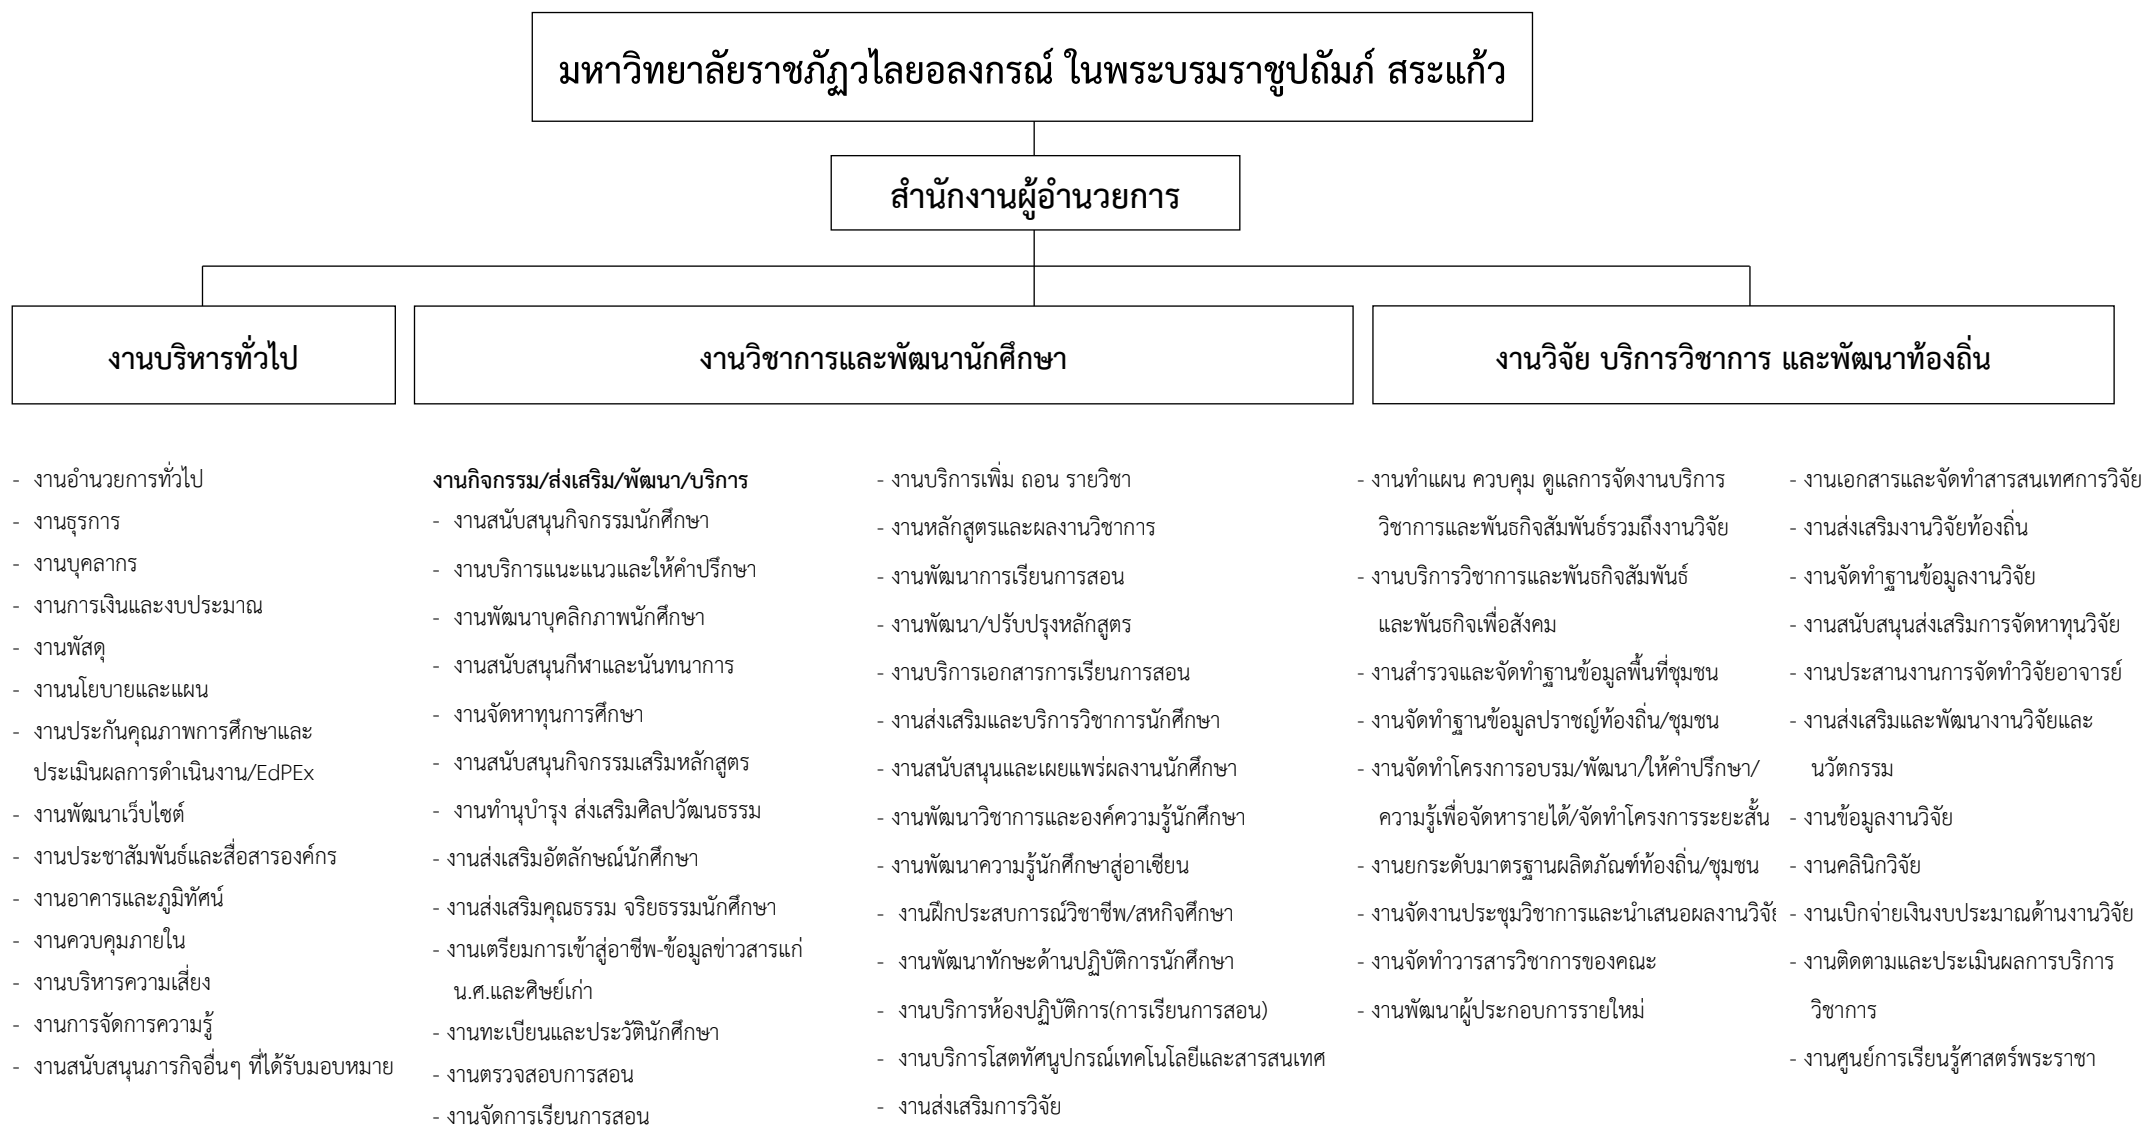 มหาวิทยาลัยราชภัฏวไลยอลงกรณ์ ในพระบรมราชูปถัมภ์ สระแก้ว
สำนักงานผู้อำนวยการ
งานบริหารทั่วไป
งานวิชาการและพัฒนานักศึกษา
งานวิจัย บริการวิชาการ และพัฒนาท้องถิ่น
- งานอำนวยการทั่วไป
- งานธุรการ
- งานบุคลากร
- งานการเงินและงบประมาณ
- งานพัสดุ
- งานนโยบายและแผน
- งานประกันคุณภาพการศึกษาและ
ประเมินผลการดำเนินงาน/EdPEx
- งานพัฒนาเว็บไซต์
- งานประชาสัมพันธ์และสื่อสารองค์กร
- งานอาคารและภูมิทัศน์
- งานควบคุมภายใน
- งานบริหารความเสี่ยง
- งานการจัดการความรู้
- งานสนับสนุนภารกิจอื่นๆ ที่ได้รับมอบหมาย
งานกิจกรรม/ส่งเสริม/พัฒนา/บริการ
- งานสนับสนุนกิจกรรมนักศึกษา
- งานบริการแนะแนวและให้คำปรึกษา
- งานพัฒนาบุคลิกภาพนักศึกษา
- งานสนับสนุนกีฬาและนันทนาการ
- งานจัดหาทุนการศึกษา
- งานสนับสนุนกิจกรรมเสริมหลักสูตร
- งานทำนุบำรุง ส่งเสริมศิลปวัฒนธรรม
- งานส่งเสริมอัตลักษณ์นักศึกษา
- งานส่งเสริมคุณธรรม จริยธรรมนักศึกษา
- งานเตรียมการเข้าสู่อาชีพ-ข้อมูลข่าวสารแก่
น.ศ.และศิษย์เก่า
- งานทะเบียนและประวัตินักศึกษา
- งานตรวจสอบการสอน
- งานจัดการเรียนการสอน
- งานบริการเพิ่ม ถอน รายวิชา
- งานหลักสูตรและผลงานวิชาการ
- งานพัฒนาการเรียนการสอน
- งานพัฒนา/ปรับปรุงหลักสูตร
- งานบริการเอกสารการเรียนการสอน
- งานส่งเสริมและบริการวิชาการนักศึกษา
- งานสนับสนุนและเผยแพร่ผลงานนักศึกษา
- งานพัฒนาวิชาการและองค์ความรู้นักศึกษา
- งานพัฒนาความรู้นักศึกษาสู่อาเซียน
- งานฝึกประสบการณ์วิชาชีพ/สหกิจศึกษา
- งานพัฒนาทักษะด้านปฏิบัติการนักศึกษา
- งานบริการห้องปฏิบัติการ(การเรียนการสอน)
- งานบริการโสตทัศนูปกรณ์เทคโนโลยีและสารสนเทศ
- งานส่งเสริมการวิจัย
- งานทำแผน ควบคุม ดูแลการจัดงานบริการ
วิชาการและพันธกิจสัมพันธ์รวมถึงงานวิจัย
- งานบริการวิชาการและพันธกิจสัมพันธ์
และพันธกิจเพื่อสังคม
- งานสำรวจและจัดทำฐานข้อมูลพื้นที่ชุมชน
- งานจัดทำฐานข้อมูลปราชญ์ท้องถิ่น/ชุมชน
- งานจัดทำโครงการอบรม/พัฒนา/ให้คำปรึกษา/
ความรู้เพื่อจัดหารายได้/จัดทำโครงการระยะสั้น
- งานยกระดับมาตรฐานผลิตภัณฑ์ท้องถิ่น/ชุมชน
- งานจัดงานประชุมวิชาการและนำเสนอผลงานวิจัย
- งานจัดทำวารสารวิชาการของคณะ
- งานพัฒนาผู้ประกอบการรายใหม่
- งานเอกสารและจัดทำสารสนเทศการวิจัย
- งานส่งเสริมงานวิจัยท้องถิ่น
- งานจัดทำฐานข้อมูลงานวิจัย
- งานสนับสนุนส่งเสริมการจัดหาทุนวิจัย
- งานประสานงานการจัดทำวิจัยอาจารย์
- งานส่งเสริมและพัฒนางานวิจัยและ
นวัตกรรม
- งานข้อมูลงานวิจัย
- งานคลินิกวิจัย
- งานเบิกจ่ายเงินงบประมาณด้านงานวิจัย
- งานติดตามและประเมินผลการบริการ
วิชาการ
- งานศูนย์การเรียนรู้ศาสตร์พระราชา